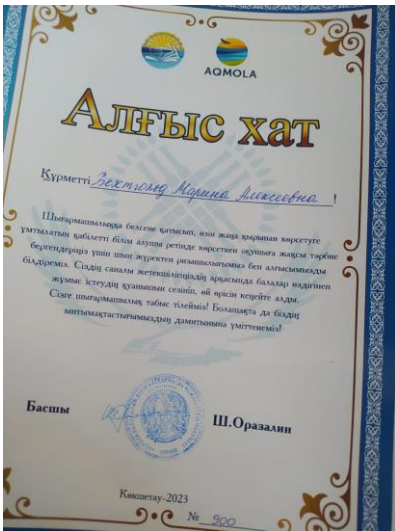 AQMOLA
Алғыс хат
Құрметті Бехтгольд Марина Алексеевна !
Шығармашылыққа белсене қатысып, өзін жаңа қырынан көрсетуге
ұмтылатын қабілетті білім алушы ретінде көрсеткен оқушыға жақсы тәрбие
бергендеріңіз үшін шын жүректен ризашылығымыз бен алғысымызды
білдіреміз. Сіздің саналы жетекшілігіңіздің арқасында балалар өздігінен
жұмыс істеудің қуанышын сезініп, ой өрісін кеңейте алды.
Сізге шығармашылық табыс тілейміз! Болашақта да біздің
ынтымақтастығымыздың дамитынына үміттенеміз!
Басшы
Ш.Оразалин
Көкшетау-2023
№ 900